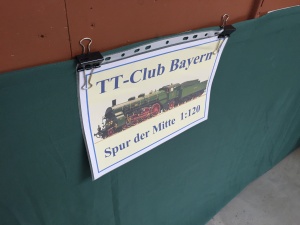 TT-Club Bayern
Spur der Mitte 1:120